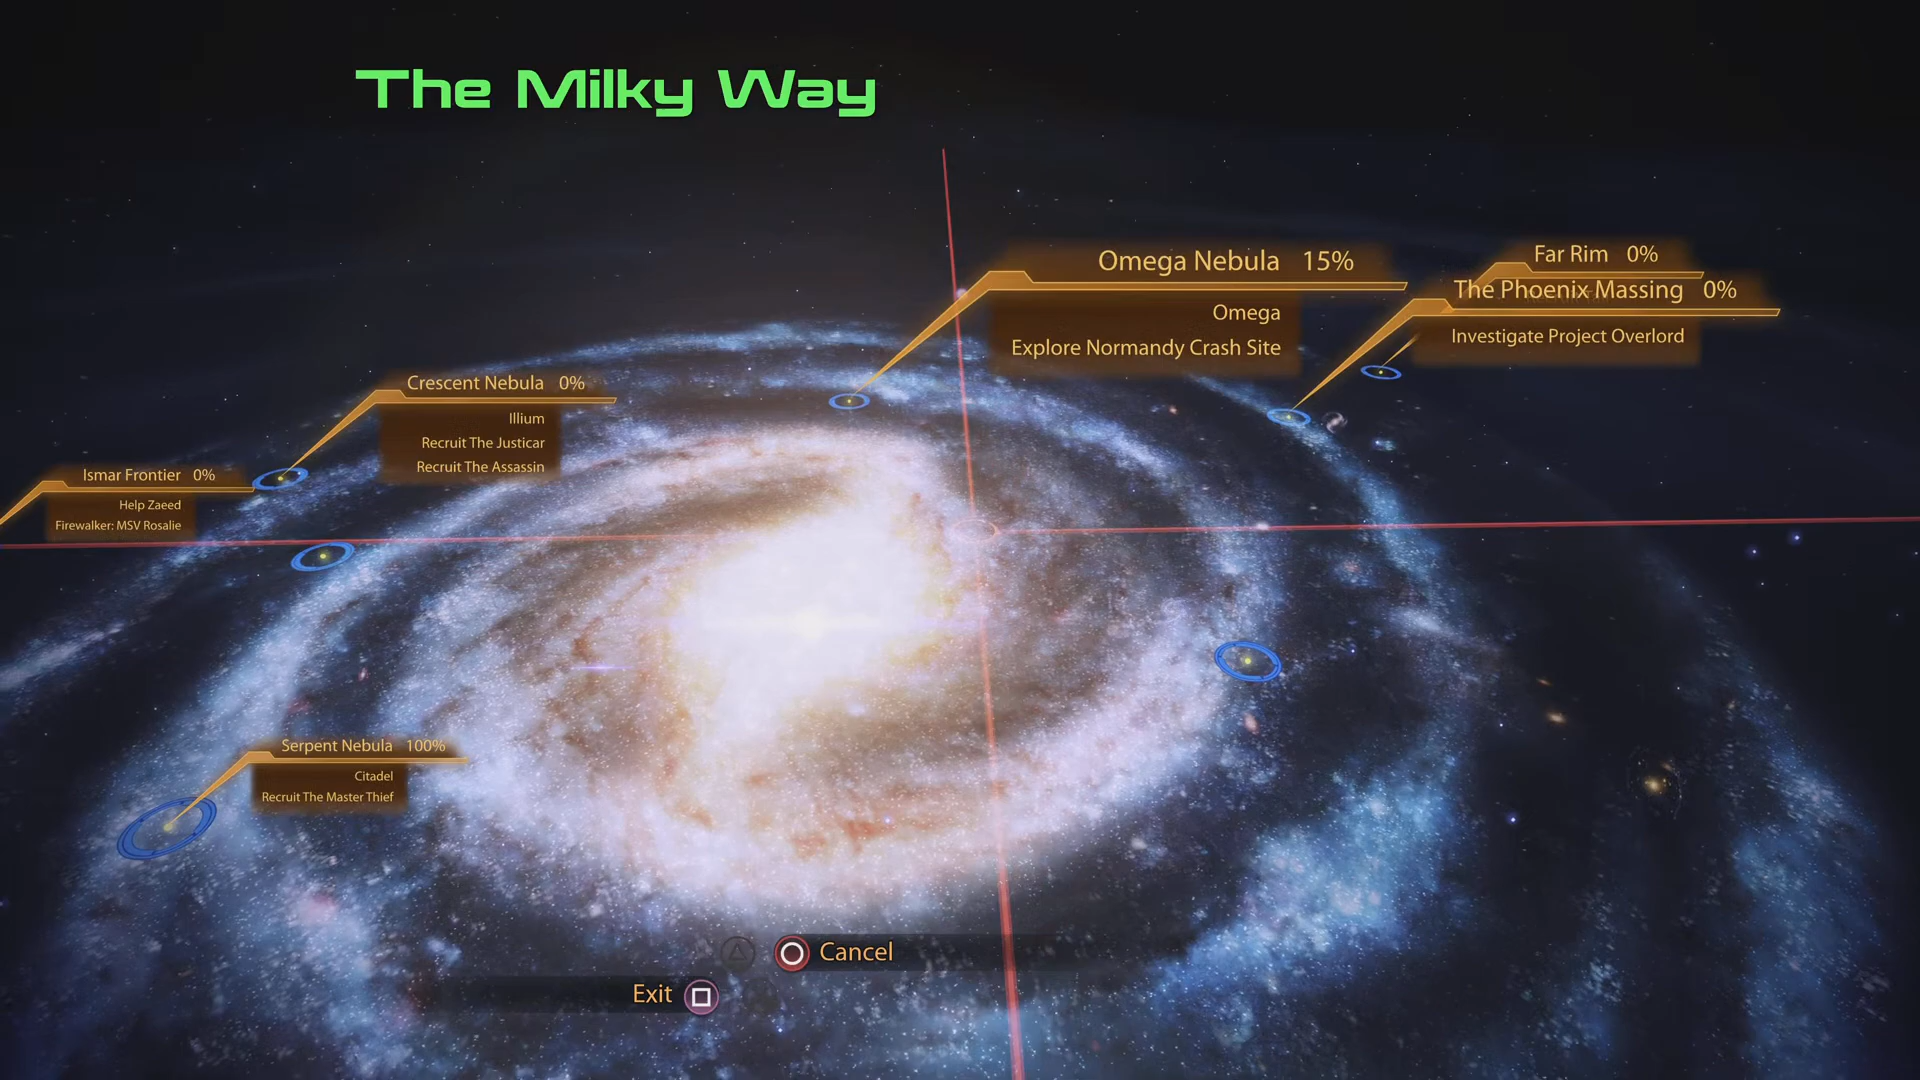 The Milky Way
Far Rim 0%
Omega Nebula 15%
The Phoenix Massing 0%
Omega
Investigate Project Overlord
Explore Normandy Crash Site
Crescent Nebula 0%
Illium
Recruit The Justicar
Recruit The Assassin
Ismar Frontier 0%
Help Zaeed
Firewalker: MSV Rosalie
Serpent Nebula 100%
Citadel
Recruit The Master Thief
Cancel
Exit